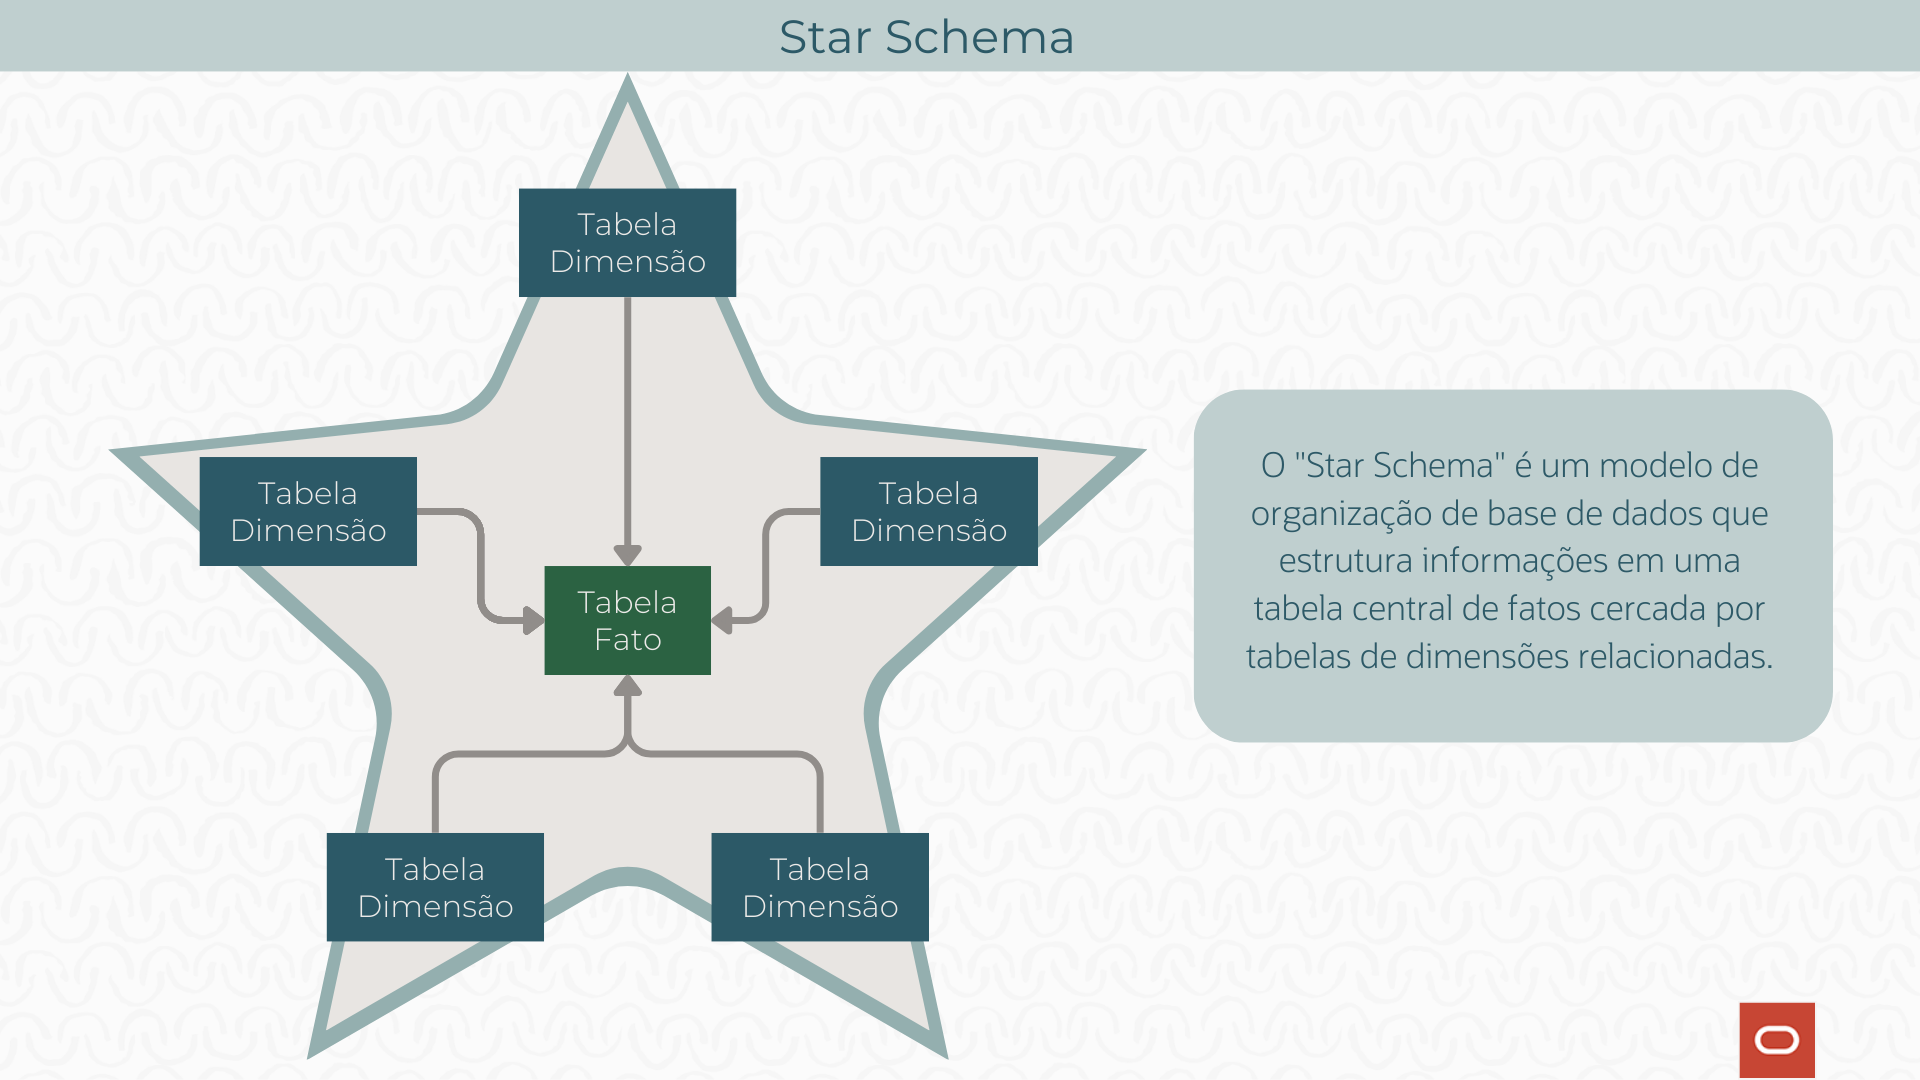 Star Schema
Tabela
Dimensão
Tabela
Dimensão
Tabela
Dimensão
Tabela
Fato
Tabela
Dimensão
Tabela
Dimensão
O "Star Schema" é um modelo de
organização de base de dados que
estrutura informações em uma
tabela central de fatos cercada por
tabelas de dimensões relacionadas.